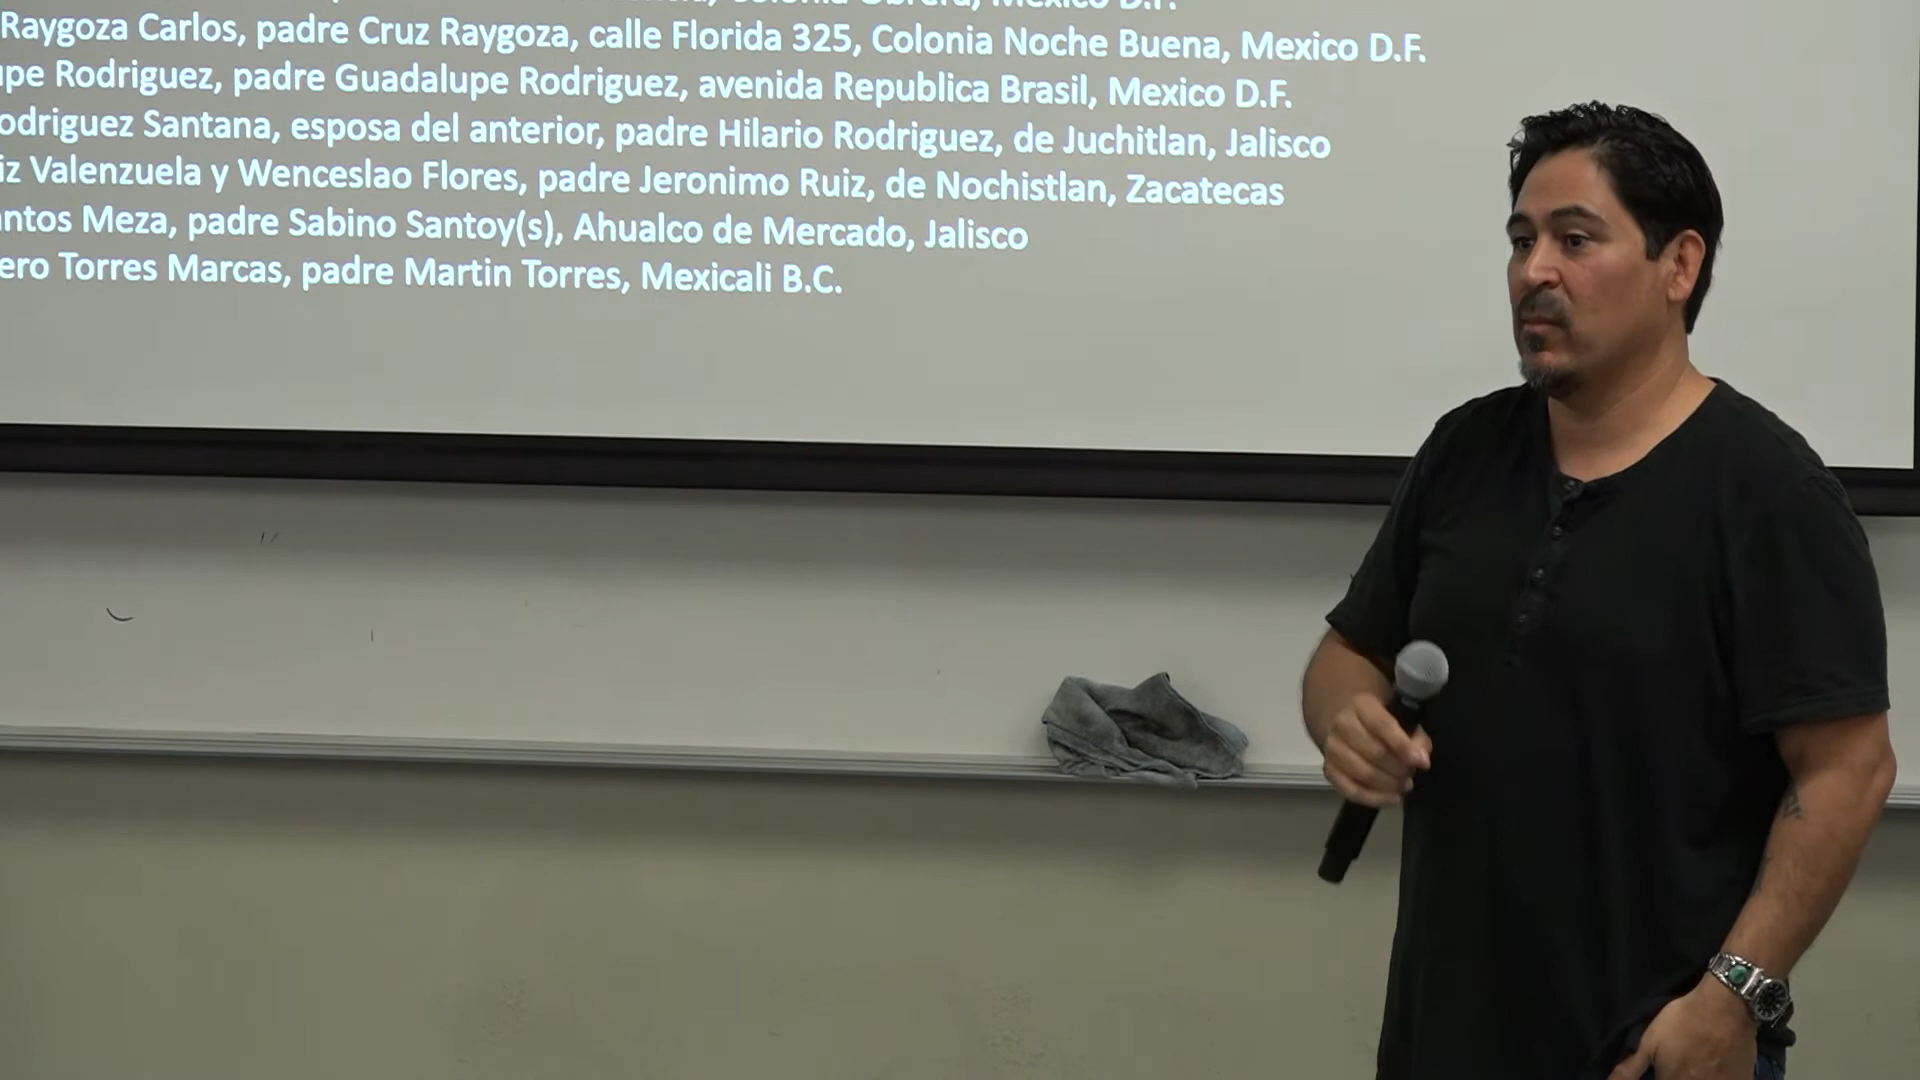 Colonia Obrera, Mexico D.F.
Raygoza Carlos, padre Cruz Raygoza, calle Florida 325, Colonia Noche Buena, Mexico D.F.
upe Rodriguez, padre Guadalupe Rodriguez, avenida Republica Brasil, Mexico D.F.
odriguez Santana, esposa del anterior, padre Hilario Rodriguez, de Juchitlan, Jalisco
iz Valenzuela y Wenceslao Flores, padre Jeronimo Ruiz, de Nochistlan, Zacatecas
antos Meza, padre Sabino Santoy(s), Ahualco de Mercado, Jalisco
ero Torres Marcas, padre Martin Torres, Mexicali B.C.